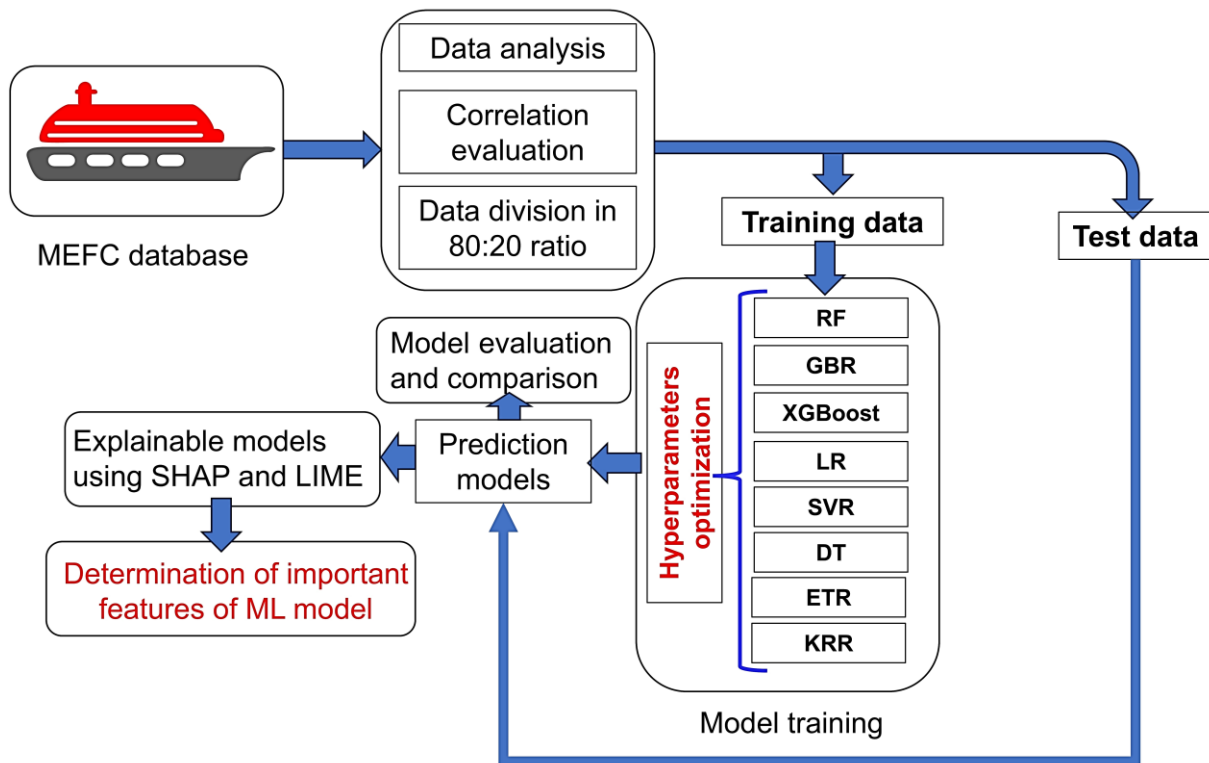 MEFC database
Data analysis
Correlation
evaluation
Data division in
80:20 ratio
Training data
Test data
RF
GBR
XGBoost
LR
SVR
DT
ETR
KRR
Hyperparameters
optimization
Model training
Prediction
models
Model evaluation
and comparison
Explainable models
using SHAP and LIME
Determination of important
features of ML model